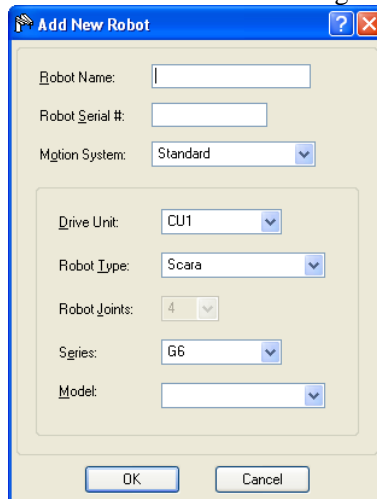 Add New Robot
Robot Name:
Robot Serial #:
Motion System: Standard
Drive Unit: CU1
Robot Type: Scara
Robot Joints: 4
Series: G6
Model:
OK Cancel